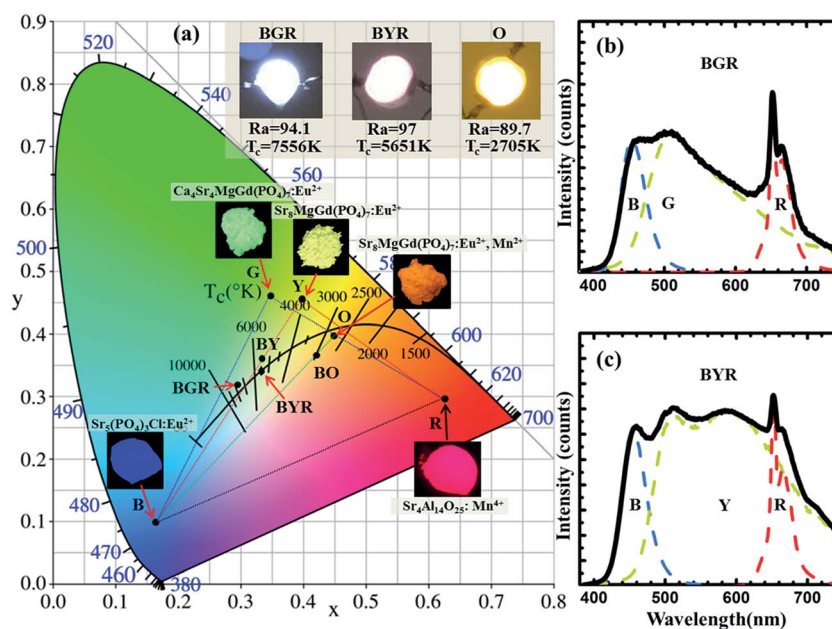 (a)
BGR
BYR
O
Ra=94.1
Ra=97
Ra=89.7
T_c=7556K
T_c=5651K
T_c=2705K
Ca₄Sr₄MgGd(PO₄)₇:Eu²⁺
Sr₈MgGd(PO₄)₇:Eu²⁺
Sr₈MgGd(PO₄)₇:Eu²⁺, Mn²⁺
Sr₅(PO₄)₃Cl:Eu²⁺
Sr₄Al₁₄O₂₅: Mn⁴⁺
G
Y
T_C(°K)
O
BY
BO
BGR
BYR
R
B
10000
6000
4000
3000
2500
2000
1500
520
540
560
58
600
620
700
500
490
480
470
460
380
0.9
0.8
0.7
0.6
0.5
0.4
0.3
0.2
0.1
0.0
y
0.0 0.1 0.2 0.3 0.4 0.5 0.6 0.7 0.8
x
(b)
BGR
B
G
R
Intensity (counts)
400 500 600 700
(c)
BYR
B
Y
R
Intensity(counts)
400 500 600 700
Wavelength(nm)